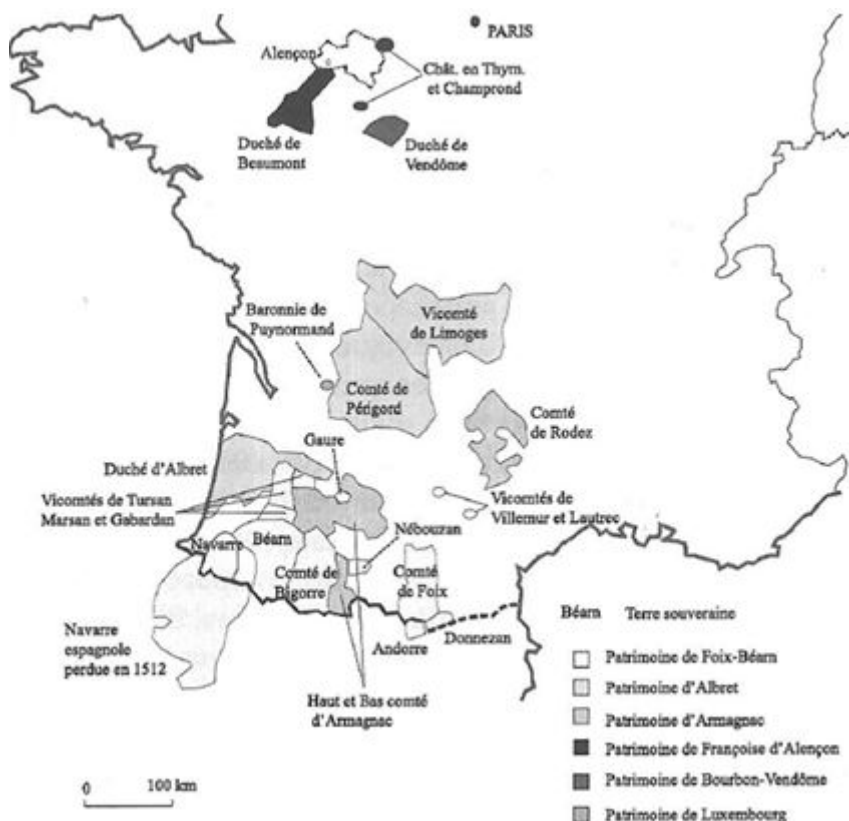 PARIS
Alençon
Chât. en Thym.
et Champrond
Duché de
Beaumont
Duché de
Vendôme
Baronnie de
Puynormand
Vicomté
de Limoges
Comté de
Périgord
Comté
de Rodez
Gaure
Duché d'Albret
Vicomtés de Tursan
Marsan et Gabardan
Vicomtés de
Villemur et Lautrec
Nébouzan
Navarre
Béarn
Comté de
Bigorre
Comté
de Foix
Navarre
espagnole
perdue en 1512
Andorre
Donnezan
Haut et Bas comté
d'Armagnac
Béarn Terre souveraine
Patrimoine de Foix-Béarn
Patrimoine d'Albret
Patrimoine d'Armagnac
Patrimoine de Françoise d'Alençon
Patrimoine de Bourbon-Vendôme
Patrimoine de Luxembourg
0 100 km